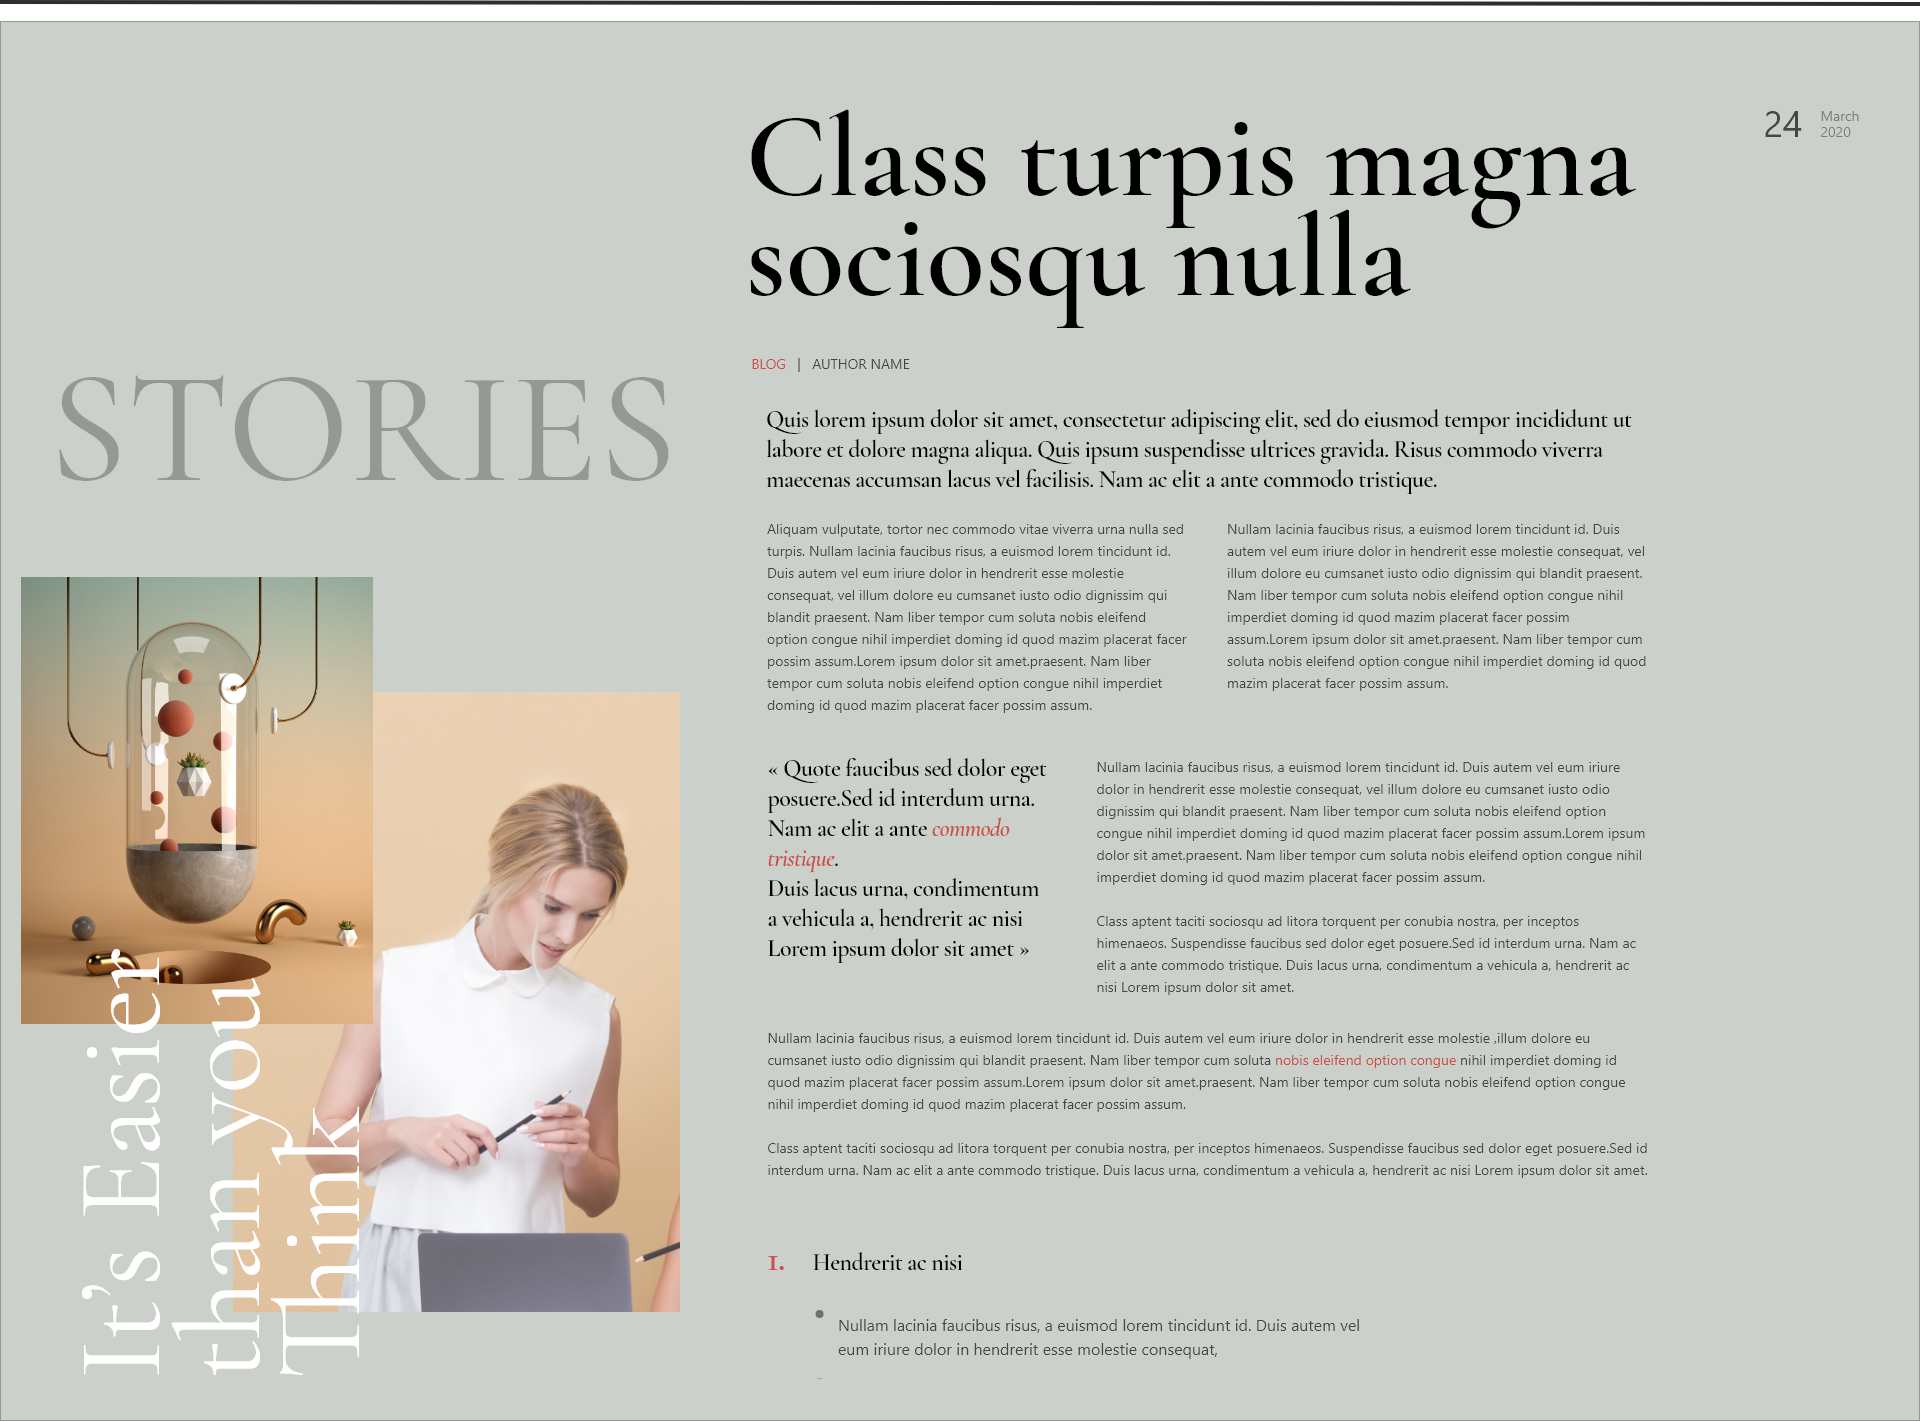 STORIES
It's Easier
than you
Think
Class turpis magna
sociosqu nulla
24
March
2020
BLOG | AUTHOR NAME
Quis lorem ipsum dolor sit amet, consectetur adipiscing elit, sed do eiusmod tempor incididunt ut
labore et dolore magna aliqua. Quis ipsum suspendisse ultrices gravida. Risus commodo viverra
maecenas accumsan lacus vel facilisis. Nam ac elit a ante commodo tristique.
Aliquam vulputate, tortor nec commodo vitae viverra urna nulla sed
turpis. Nullam lacinia faucibus risus, a euismod lorem tincidunt id.
Duis autem vel eum iriure dolor in hendrerit esse molestie
consequat, vel illum dolore eu cumsanet iusto odio dignissim qui
blandit praesent. Nam liber tempor cum soluta nobis eleifend
option congue nihil imperdiet doming id quod mazim placerat facer
possim assum.Lorem ipsum dolor sit amet.praesent. Nam liber
tempor cum soluta nobis eleifend option congue nihil imperdiet
doming id quod mazim placerat facer possim assum.
Nullam lacinia faucibus risus, a euismod lorem tincidunt id. Duis
autem vel eum iriure dolor in hendrerit esse molestie consequat, vel
illum dolore eu cumsanet iusto odio dignissim qui blandit praesent.
Nam liber tempor cum soluta nobis eleifend option congue nihil
imperdiet doming id quod mazim placerat facer possim
assum.Lorem ipsum dolor sit amet.praesent. Nam liber tempor cum
soluta nobis eleifend option congue nihil imperdiet doming id quod
mazim placerat facer possim assum.
« Quote faucibus sed dolor eget
posuere.Sed id interdum urna.
Nam ac elit a ante commodo
tristique.
Duis lacus urna, condimentum
a vehicula a, hendrerit ac nisi
Lorem ipsum dolor sit amet »
Nullam lacinia faucibus risus, a euismod lorem tincidunt id. Duis autem vel eum iriure
dolor in hendrerit esse molestie consequat, vel illum dolore eu cumsanet iusto odio
dignissim qui blandit praesent. Nam liber tempor cum soluta nobis eleifend option
congue nihil imperdiet doming id quod mazim placerat facer possim assum.Lorem ipsum
dolor sit amet.praesent. Nam liber tempor cum soluta nobis eleifend option congue nihil
imperdiet doming id quod mazim placerat facer possim assum.
Class aptent taciti sociosqu ad litora torquent per conubia nostra, per inceptos
himenaeos. Suspendisse faucibus sed dolor eget posuere.Sed id interdum urna. Nam ac
elit a ante commodo tristique. Duis lacus urna, condimentum a vehicula a, hendrerit ac
nisi Lorem ipsum dolor sit amet.
Nullam lacinia faucibus risus, a euismod lorem tincidunt id. Duis autem vel eum iriure dolor in hendrerit esse molestie ,illum dolore eu
cumsanet iusto odio dignissim qui blandit praesent. Nam liber tempor cum soluta nobis eleifend option congue nihil imperdiet doming id
quod mazim placerat facer possim assum.Lorem ipsum dolor sit amet.praesent. Nam liber tempor cum soluta nobis eleifend option congue
nihil imperdiet doming id quod mazim placerat facer possim assum.
Class aptent taciti sociosqu ad litora torquent per conubia nostra, per inceptos himenaeos. Suspendisse faucibus sed dolor eget posuere.Sed id
interdum urna. Nam ac elit a ante commodo tristique. Duis lacus urna, condimentum a vehicula a, hendrerit ac nisi Lorem ipsum dolor sit amet.
1. Hendrerit ac nisi
• Nullam lacinia faucibus risus, a euismod lorem tincidunt id. Duis autem vel
eum iriure dolor in hendrerit esse molestie consequat,